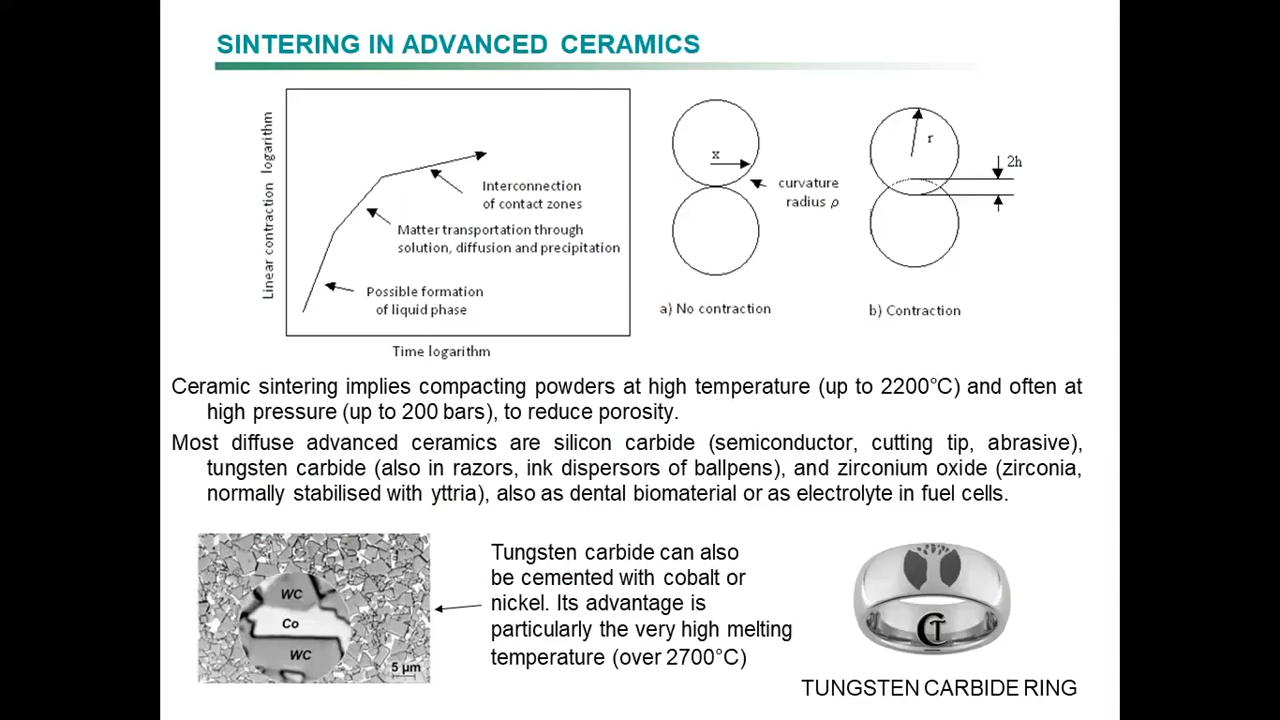 SINTERING IN ADVANCED CERAMICS
Linear contraction logarithm
Interconnection
of contact zones
Matter transportation through
solution, diffusion and precipitation
Possible formation
of liquid phase
Time logarithm
x
curvature
radius ρ
a) No contraction
r
2h
b) Contraction
Ceramic sintering implies compacting powders at high temperature (up to 2200°C) and often at
high pressure (up to 200 bars), to reduce porosity.
Most diffuse advanced ceramics are silicon carbide (semiconductor, cutting tip, abrasive),
tungsten carbide (also in razors, ink dispersors of ballpens), and zirconium oxide (zirconia,
normally stabilised with yttria), also as dental biomaterial or as electrolyte in fuel cells.
WC
Co
WC
5 µm
Tungsten carbide can also
be cemented with cobalt or
nickel. Its advantage is
particularly the very high melting
temperature (over 2700°C)
CT
TUNGSTEN CARBIDE RING